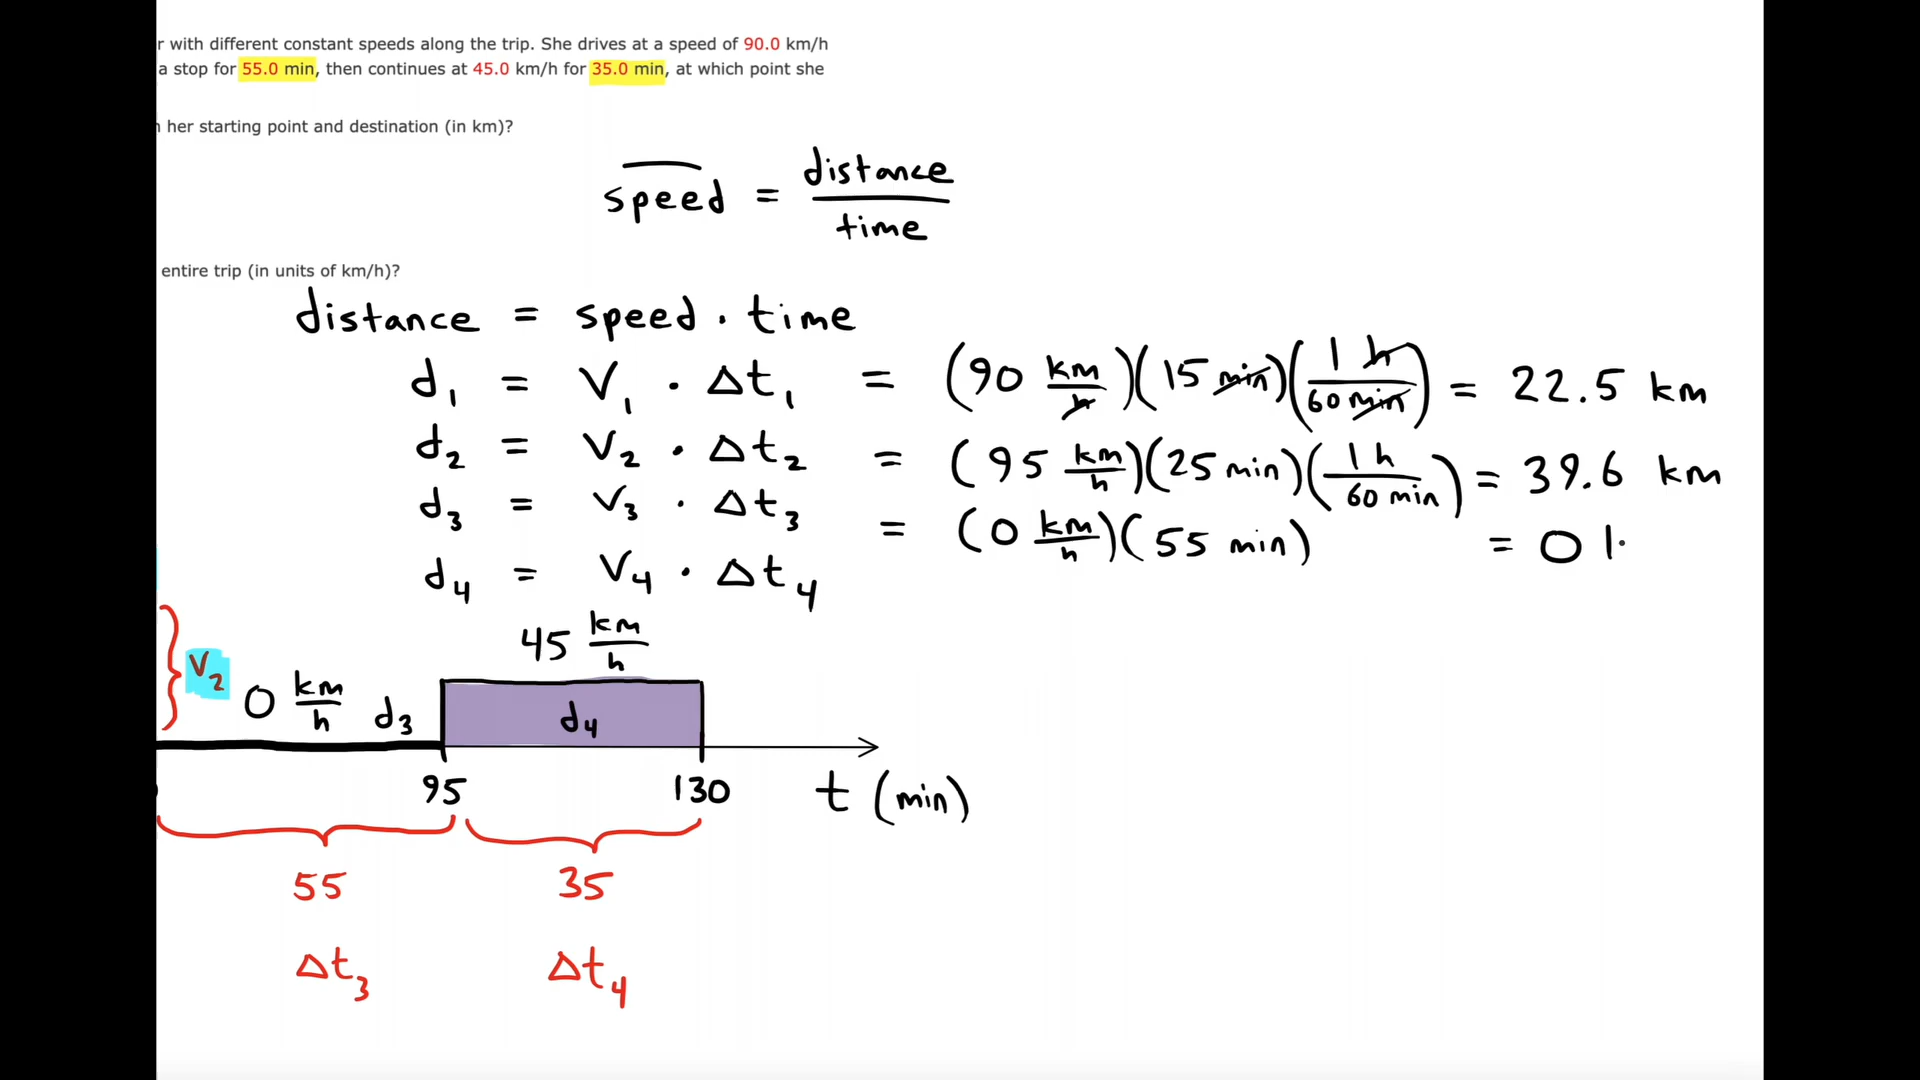 r with different constant speeds along the trip. She drives at a speed of 90.0 km/h
a stop for 55.0 min, then continues at 45.0 km/h for 35.0 min, at which point she
her starting point and destination (in km)?
speed = distance / time
entire trip (in units of km/h)?
distance = speed · time
d₁ = V₁ · Δt₁ = (90 km/h)(15 min)(1 h/60 min) = 22.5 km
d₂ = V₂ · Δt₂ = (95 km/h)(25 min)(1 h/60 min) = 39.6 km
d₃ = V₃ · Δt₃ = (0 km/h)(55 min) = 0
d₄ = V₄ · Δt₄
45 km/h
V₂ 0 km/h d₃ d₄
95 130 t (min)
55 35
Δt₃ Δt₄